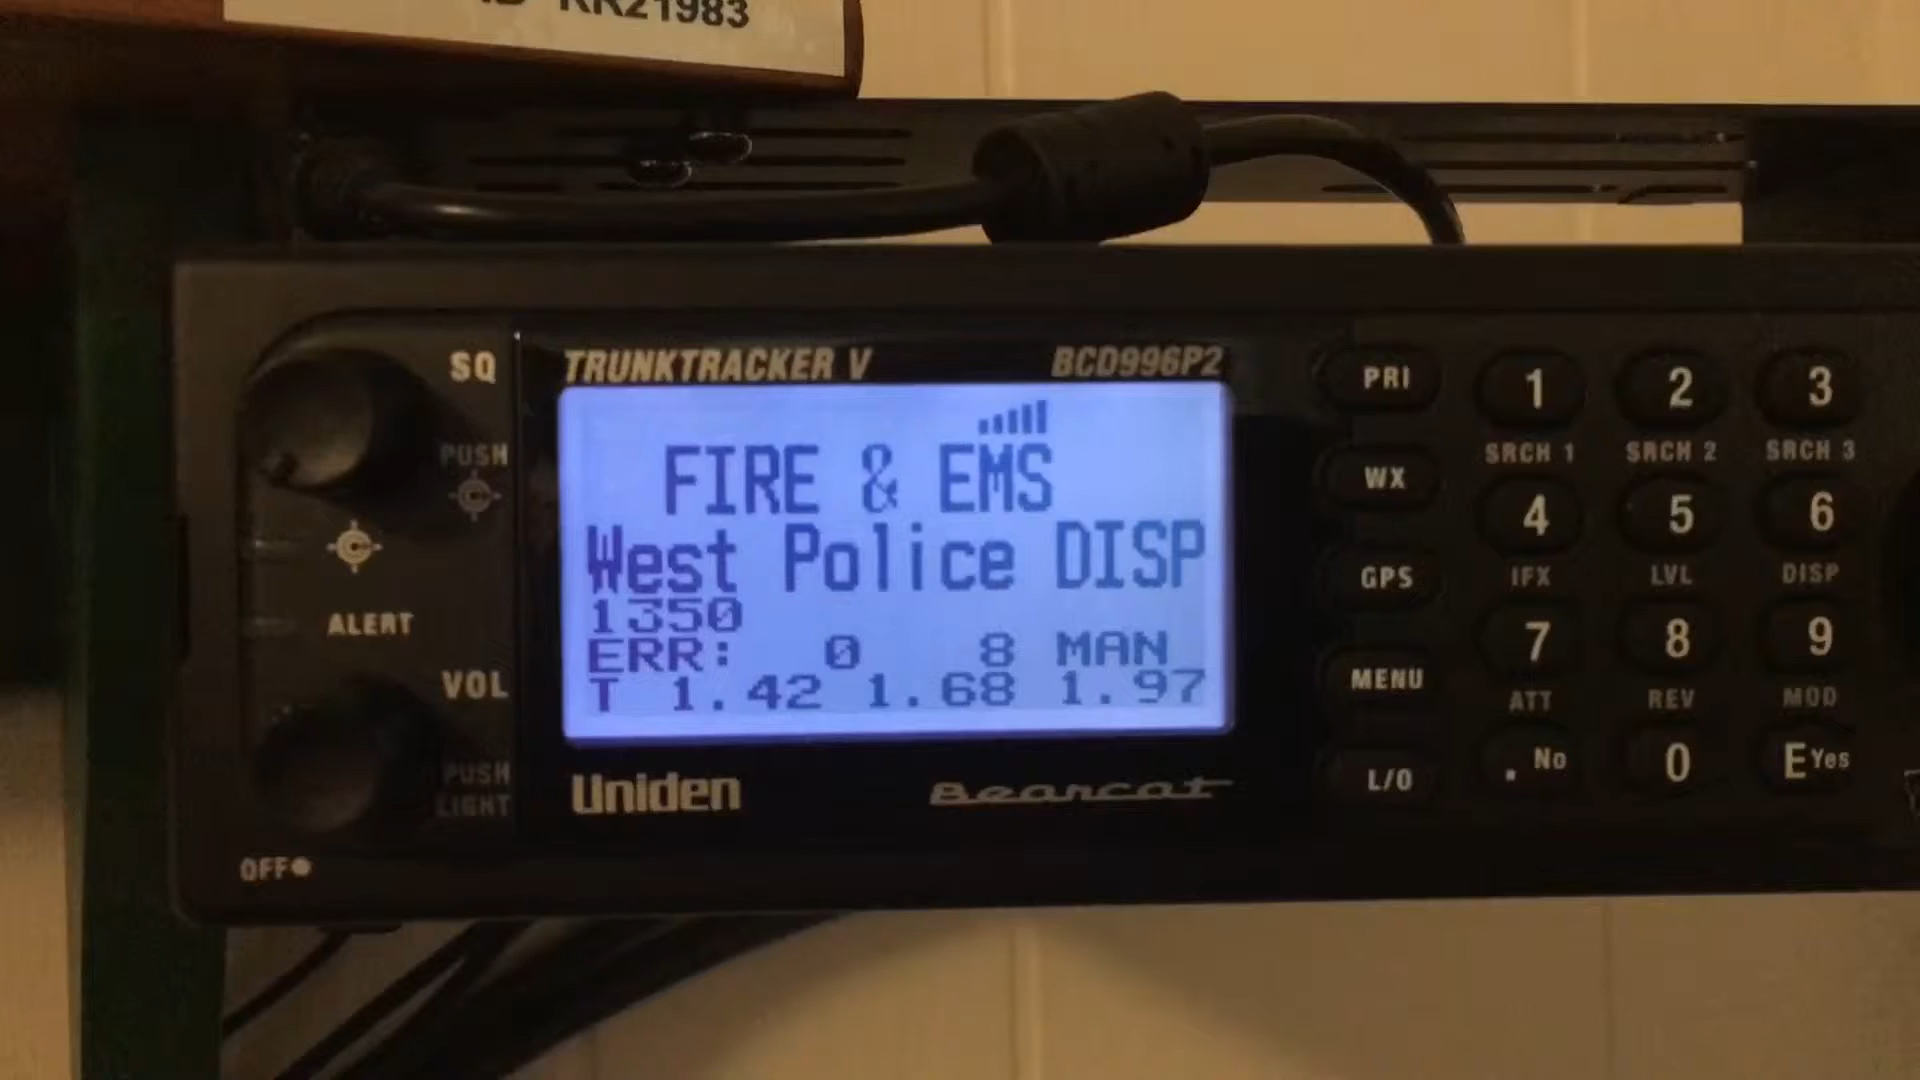 RR21983
SQ
TRUNKTRACKER V BCD996P2
PRI 1 2 3
PUSH
FIRE & EMS
SRCH 1 SRCH 2 SRCH 3
WX 4 5 6
West Police DISP
GPS IFX LVL DISP
ALERT
1350
ERR: 0 8 MAN
7 8 9
VOL
T 1.42 1.68 1.97
MENU ATT REV MOD
PUSH LIGHT
Uniden Bearcat
L/O . No 0 E Yes
OFF